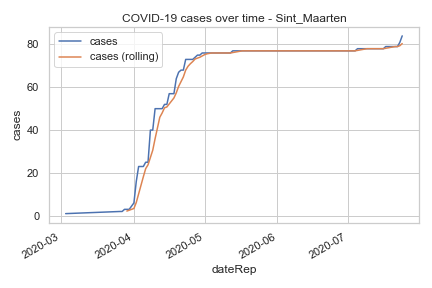 COVID-19 cases over time - Sint_Maarten
cases
cases (rolling)
80
60
40
20
0
cases
2020-03
2020-04
2020-05
2020-06
2020-07
dateRep